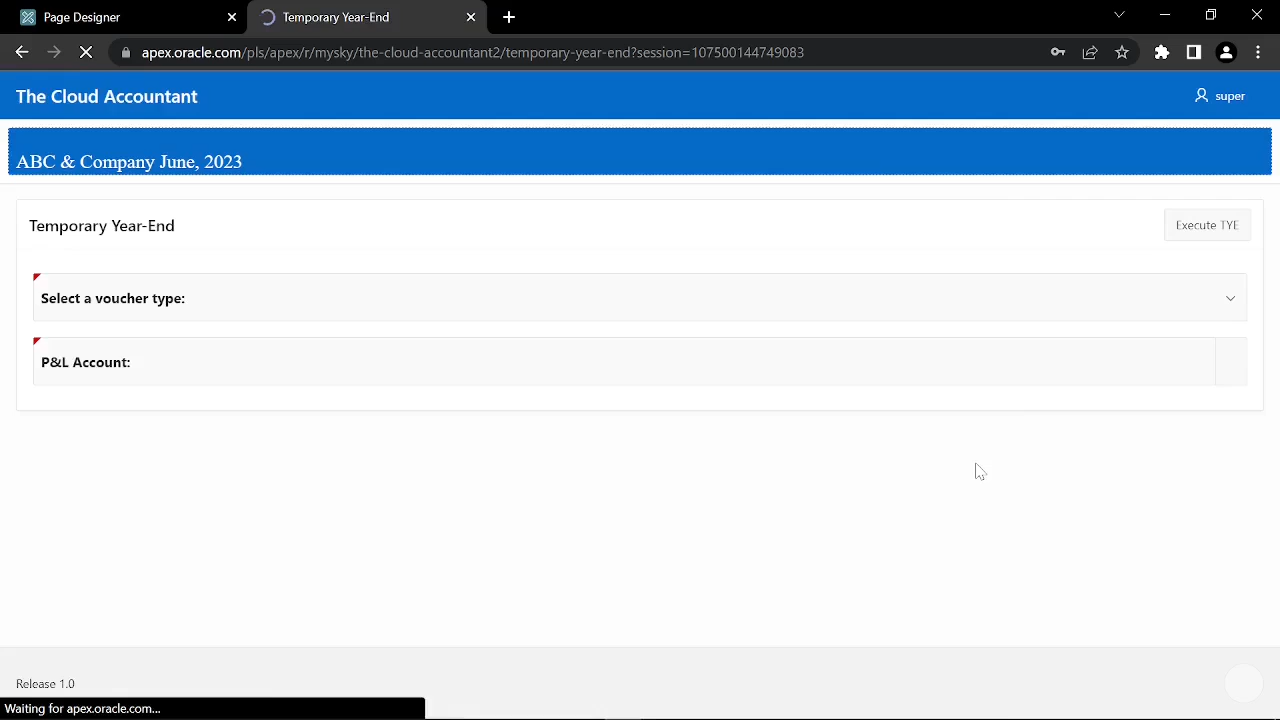 Page Designer
Temporary Year-End
apex.oracle.com/pls/apex/r/mysky/the-cloud-accountant2/temporary-year-end?session=107500144749083
The Cloud Accountant
super
ABC & Company June, 2023
Temporary Year-End
Execute TYE
Select a voucher type:
P&L Account:
Release 1.0
Waiting for apex.oracle.com...